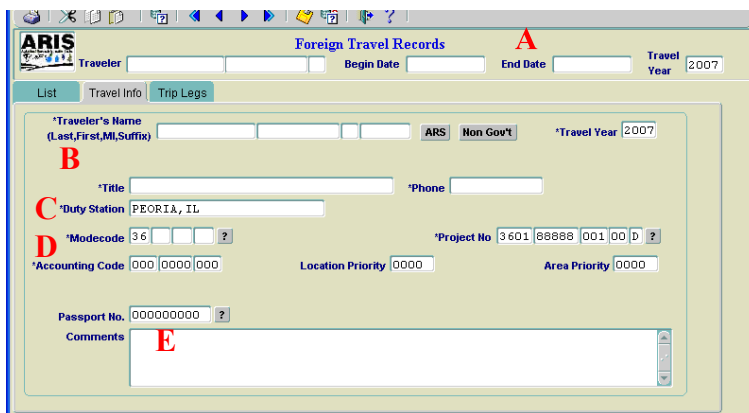 ARIS
Foreign Travel Records
A
Traveler
Begin Date
End Date
Travel Year 2007
List
Travel Info
Trip Legs
*Traveler's Name
(Last,First,MI,Suffix)
ARS
Non Gov't
*Travel Year 2007
B
*Title
*Phone
C
*Duty Station PEORIA, IL
D
*Modecode 36 ?
*Project No 3601 88888 001 00 D ?
*Accounting Code 000 0000 000
Location Priority 0000
Area Priority 0000
Passport No. 000000000 ?
Comments
E